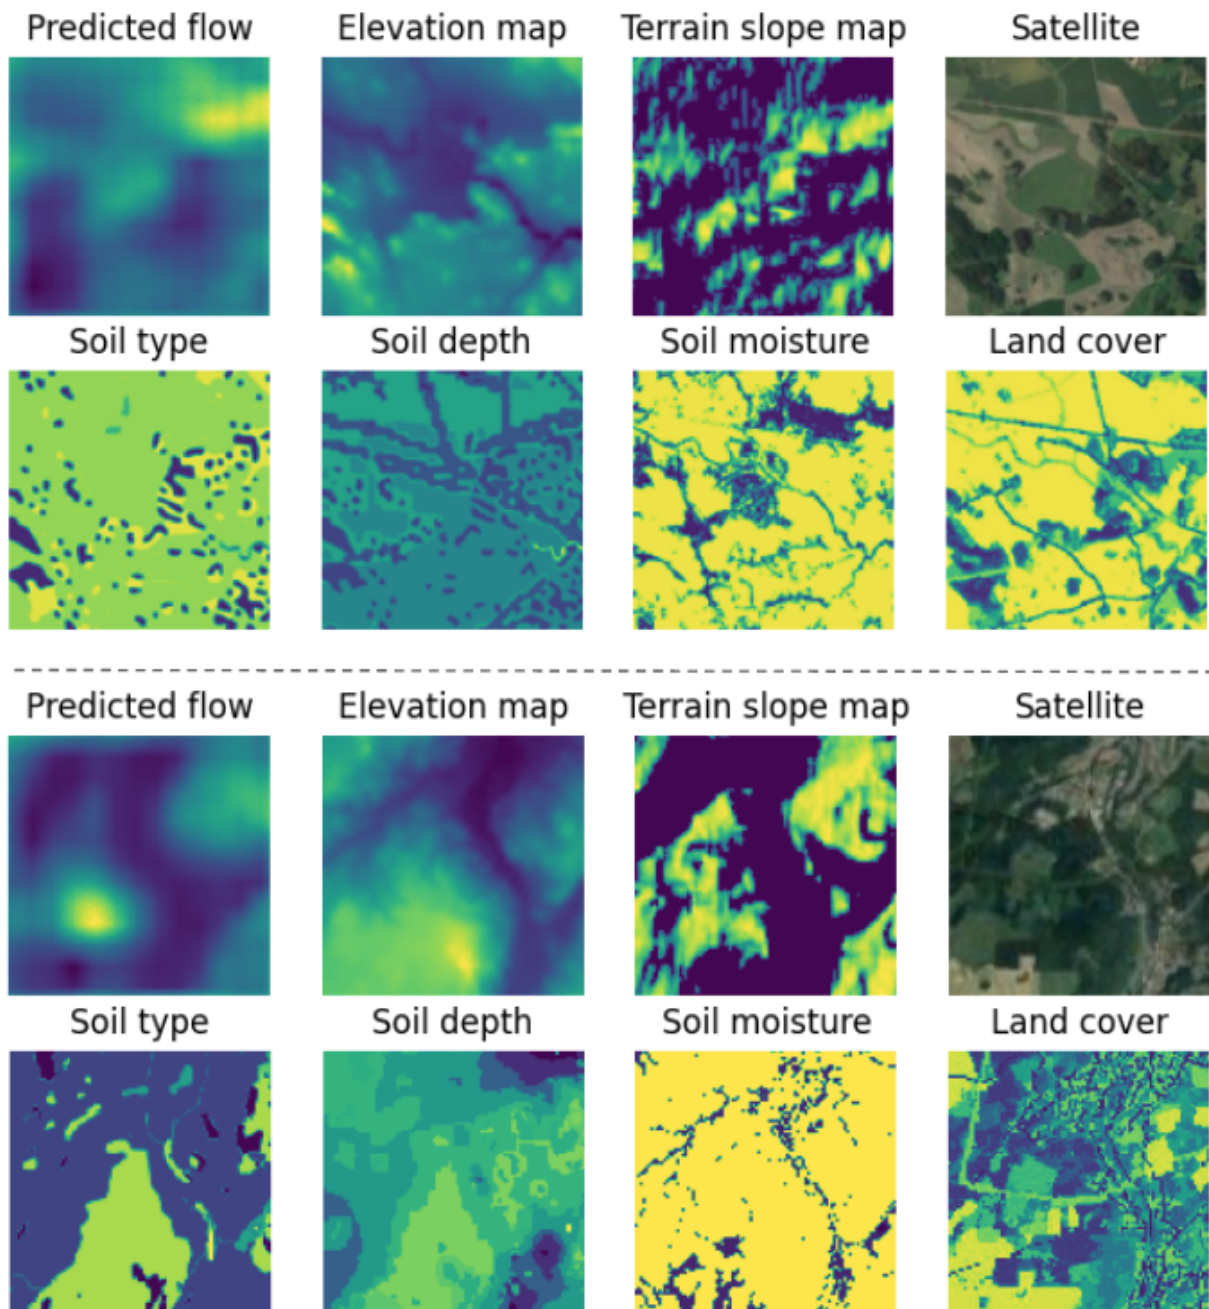 Predicted flow Elevation map Terrain slope map Satellite
Soil type Soil depth Soil moisture Land cover
Predicted flow Elevation map Terrain slope map Satellite
Soil type Soil depth Soil moisture Land cover